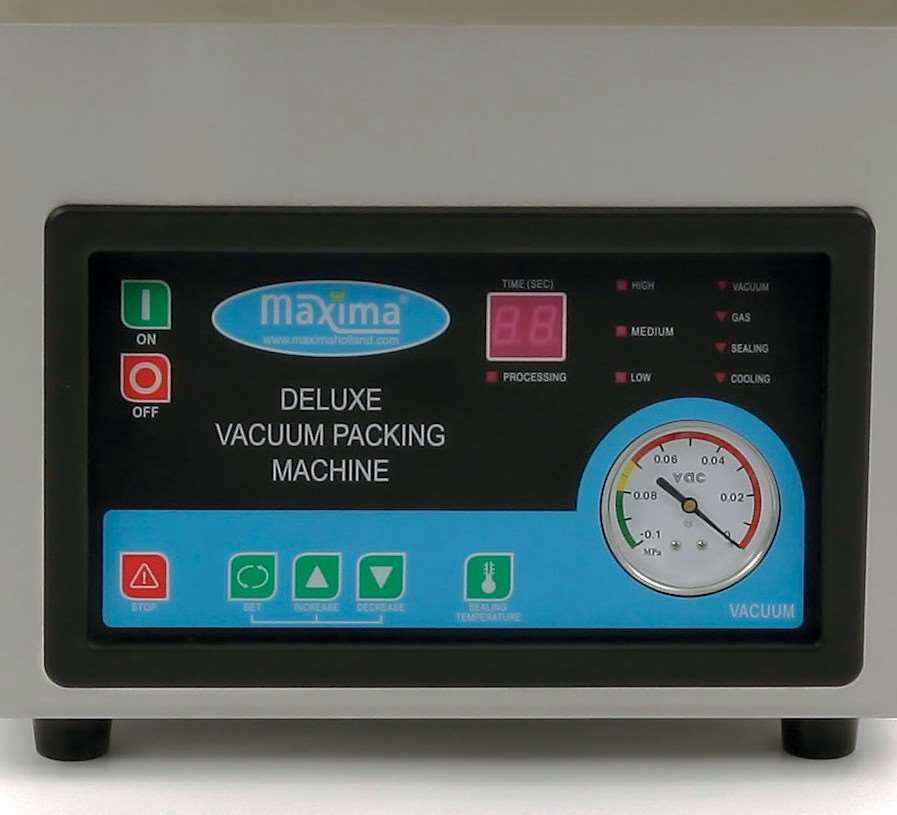 ON
OFF
maxima®
www.maximaholland.com
DELUXE
VACUUM PACKING
MACHINE
TIME (SEC)
88
PROCESSING
HIGH
MEDIUM
LOW
VACUUM
GAS
SEALING
COOLING
0.06 0.04
vac
0.08 0.02
-0.1 0
MPa
VACUUM
STOP
SET INCREASE DECREASE
SEALING
TEMPERATURE